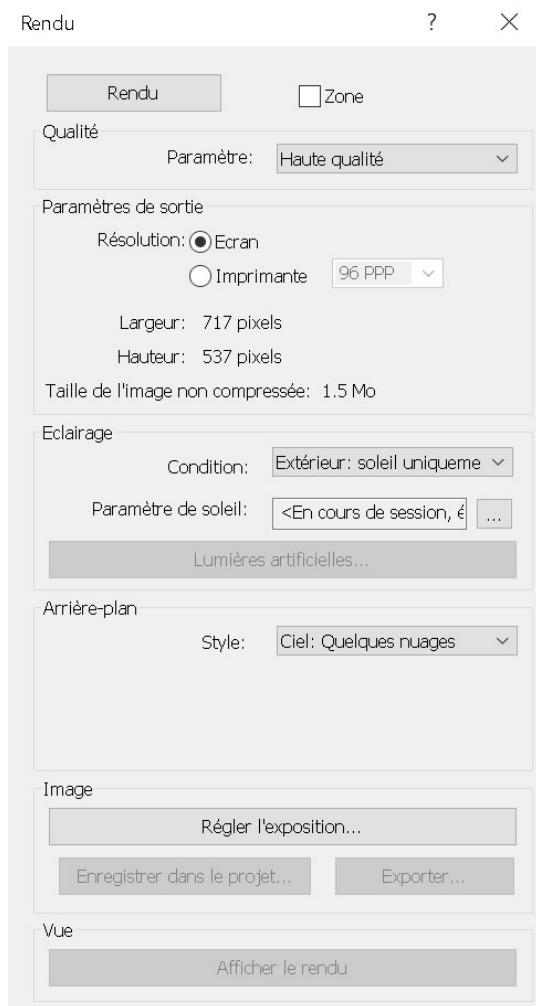 Rendu ? ×
Rendu Zone
Qualité
Paramètre: Haute qualité
Paramètres de sortie
Résolution: Ecran
Imprimante 96 PPP
Largeur: 717 pixels
Hauteur: 537 pixels
Taille de l'image non compressée: 1.5 Mo
Eclairage
Condition: Extérieur: soleil uniqueme
Paramètre de soleil: <En cours de session, é ...
Lumières artificielles...
Arrière-plan
Style: Ciel: Quelques nuages
Image
Régler l'exposition...
Enregistrer dans le projet... Exporter...
Vue
Afficher le rendu